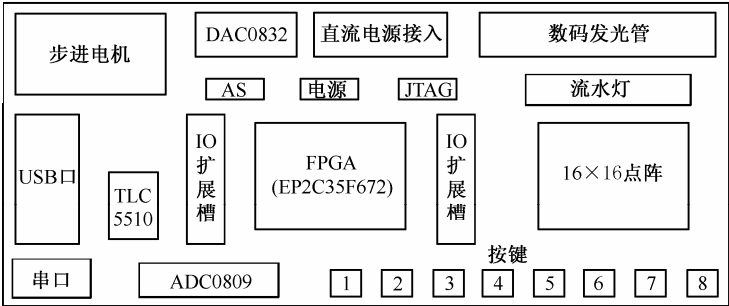 步进电机
DAC0832
直流电源接入
数码发光管
AS
电源
JTAG
流水灯
USB口
TLC
5510
IO
扩
展
槽
FPGA
(EP2C35F672)
IO
扩
展
槽
16×16点阵
按键
串口
ADC0809
1
2
3
4
5
6
7
8